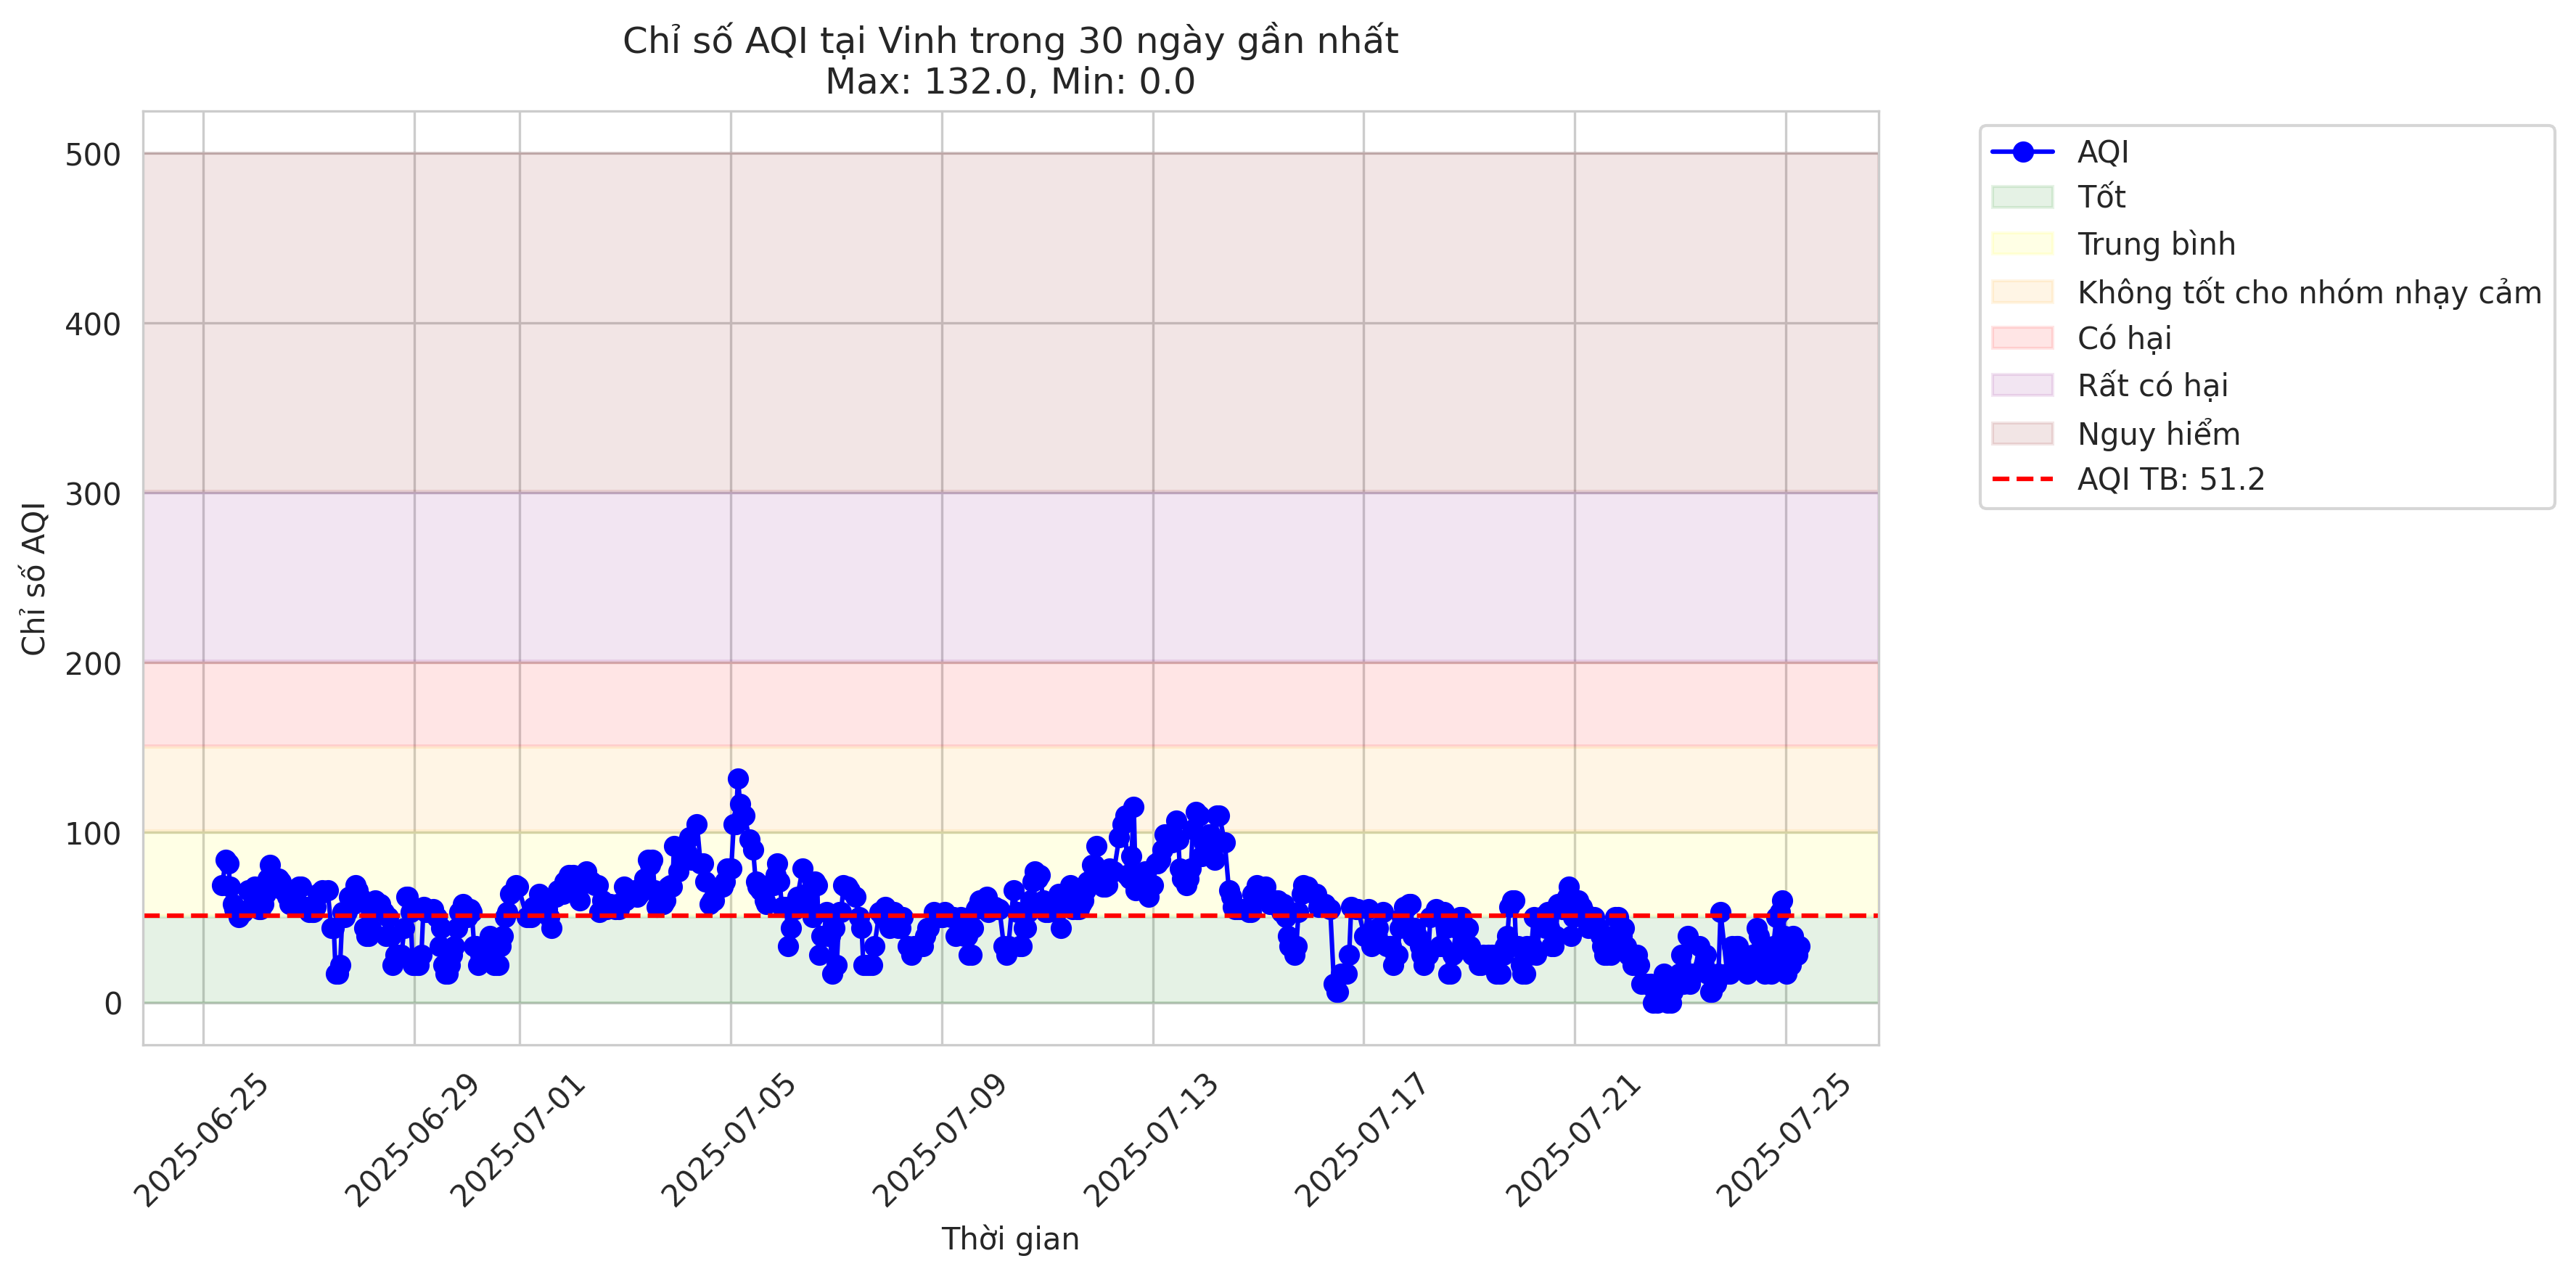 Chỉ số AQI tại Vinh trong 30 ngày gần nhất
Max: 132.0, Min: 0.0
Chỉ số AQI
500
400
300
200
100
0
2025-06-25
2025-06-29
2025-07-01
2025-07-05
2025-07-09
2025-07-13
2025-07-17
2025-07-21
2025-07-25
Thời gian
AQI
Tốt
Trung bình
Không tốt cho nhóm nhạy cảm
Có hại
Rất có hại
Nguy hiểm
AQI TB: 51.2